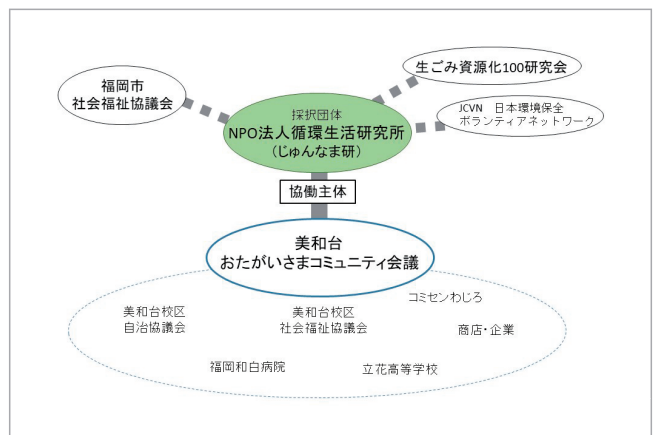 福岡市
社会福祉協議会
生ごみ資源化100研究会
JCVN　日本環境保全
ボランティアネットワーク
採択団体
NPO法人循環生活研究所
（じゅんなま研）
協働主体
美和台
おたがいさまコミュニティ会議
コミセンわじろ
美和台校区
自治協議会
美和台校区
社会福祉協議会
商店・企業
福岡和白病院
立花高等学校